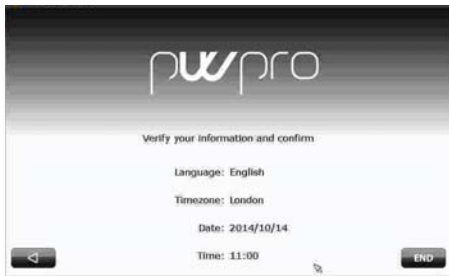 pwpro
Verify your information and confirm
Language: English
Timezone: London
Date: 2014/10/14
Time: 11:00
END